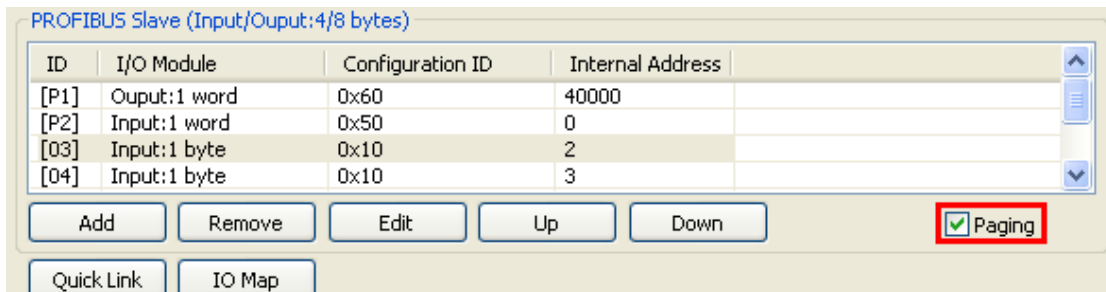 PROFIBUS Slave (Input/Ouput:4/8 bytes)
ID I/O Module Configuration ID Internal Address
[P1] Ouput:1 word 0x60 40000
[P2] Input:1 word 0x50 0
[03] Input:1 byte 0x10 2
[04] Input:1 byte 0x10 3
Add Remove Edit Up Down Paging
Quick Link IO Map